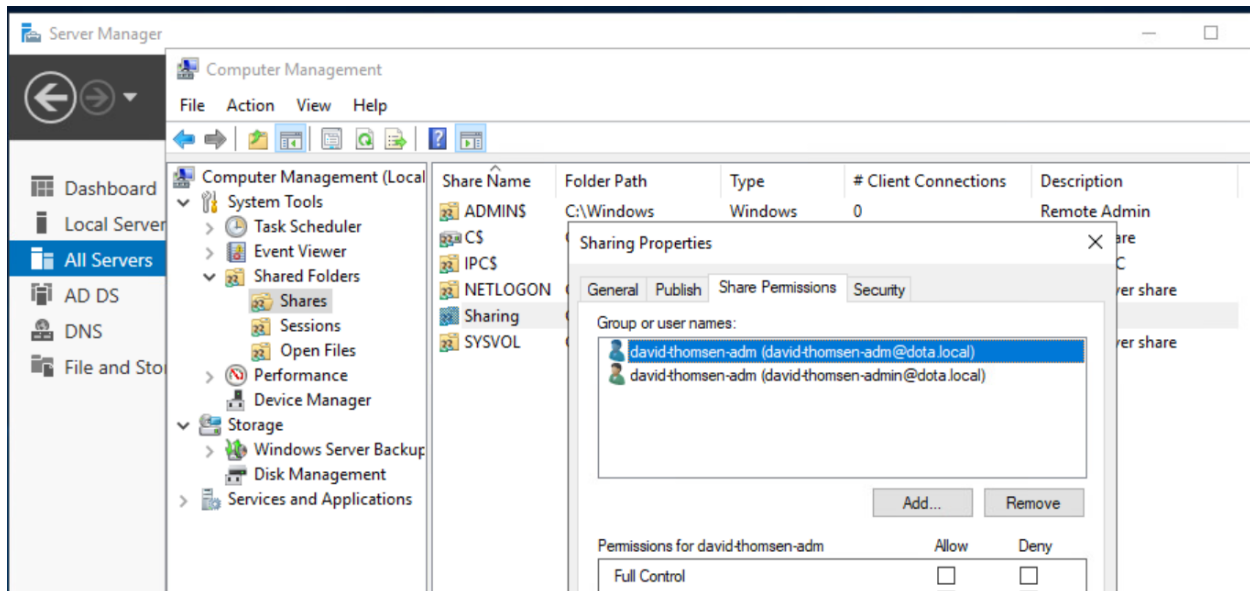 Server Manager
Computer Management
File Action View Help
Dashboard
Local Server
All Servers
AD DS
DNS
File and Sto
Computer Management (Local
System Tools
Task Scheduler
Event Viewer
Shared Folders
Shares
Sessions
Open Files
Performance
Device Manager
Storage
Windows Server Backup
Disk Management
Services and Applications
Share Name Folder Path Type # Client Connections Description
ADMIN$ C:\Windows Windows 0 Remote Admin
C$ are
IPC$ C
NETLOGON ver share
Sharing
SYSVOL ver share
Sharing Properties
General Publish Share Permissions Security
Group or user names:
david-thomsen-adm (david-thomsen-adm@dota.local)
david-thomsen-adm (david-thomsen-admin@dota.local)
Add... Remove
Permissions for david-thomsen-adm Allow Deny
Full Control